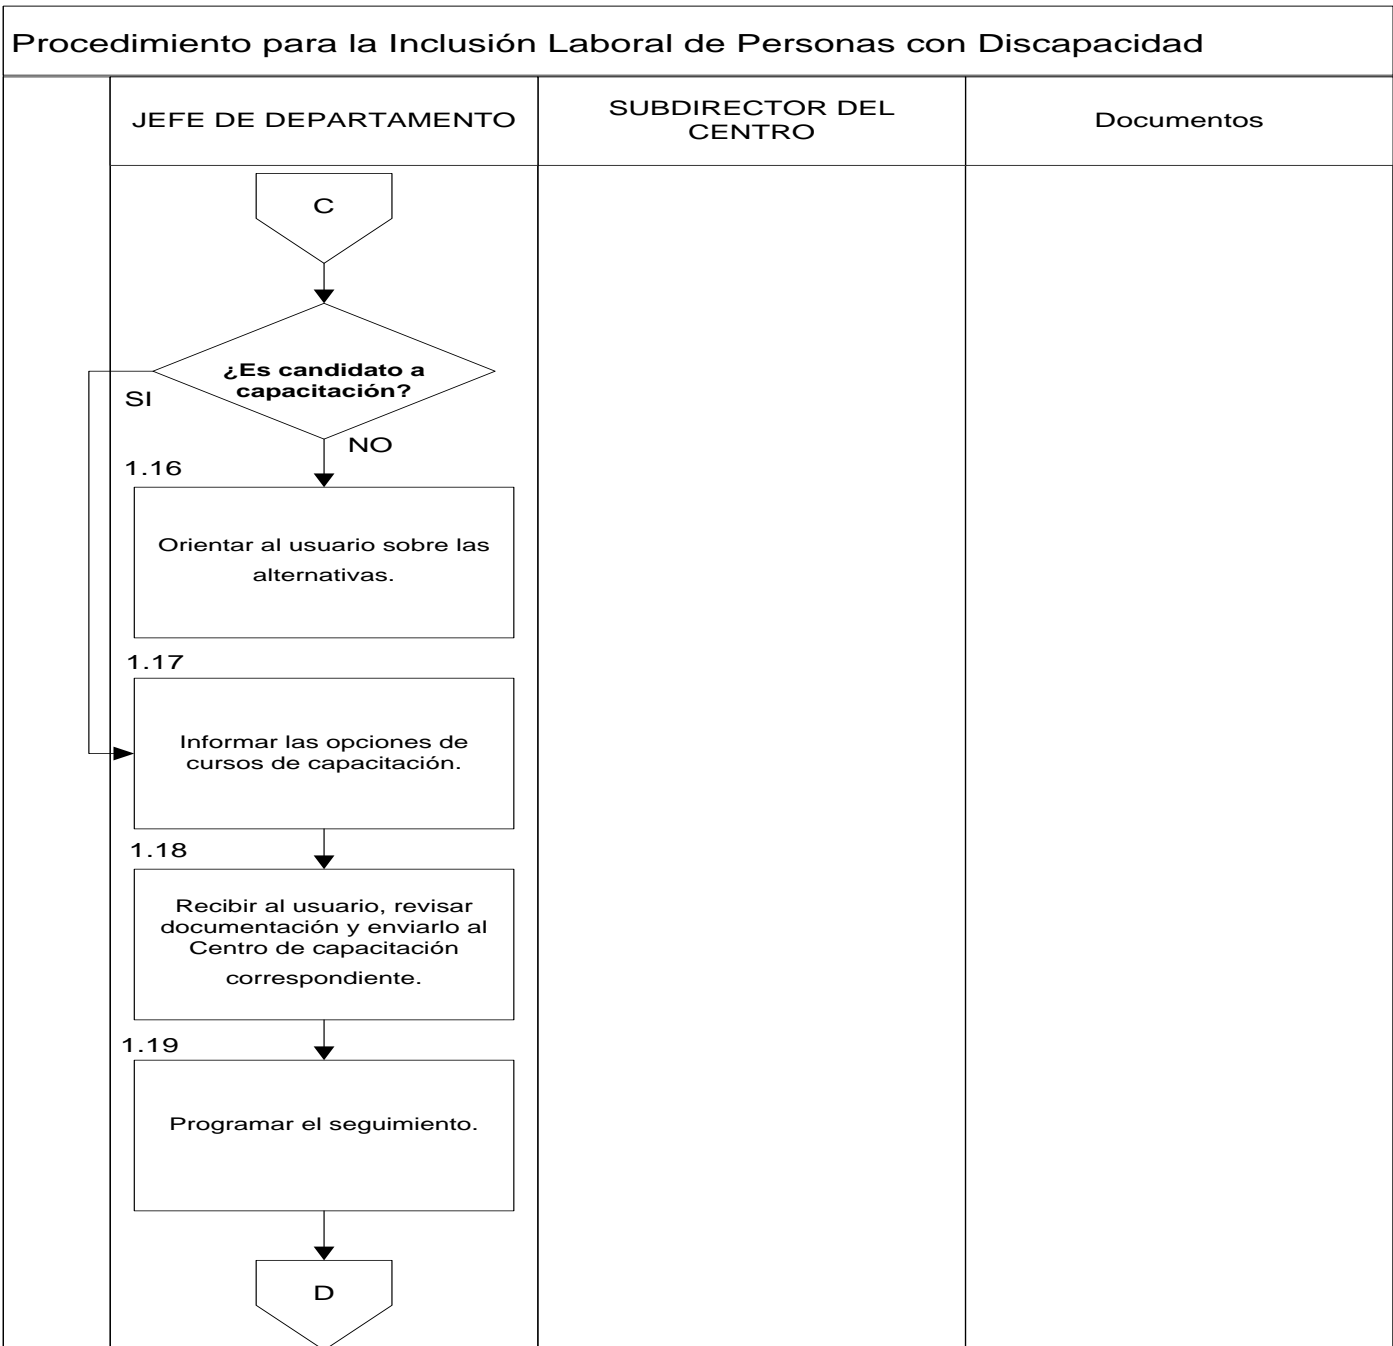 Procedimiento para la Inclusión Laboral de Personas con Discapacidad
JEFE DE DEPARTAMENTO
SUBDIRECTOR DEL
CENTRO
Documentos
C
¿Es candidato a
capacitación?
SI
NO
1.16
Orientar al usuario sobre las
alternativas.
1.17
Informar las opciones de
cursos de capacitación.
1.18
Recibir al usuario, revisar
documentación y enviarlo al
Centro de capacitación
correspondiente.
1.19
Programar el seguimiento.
D